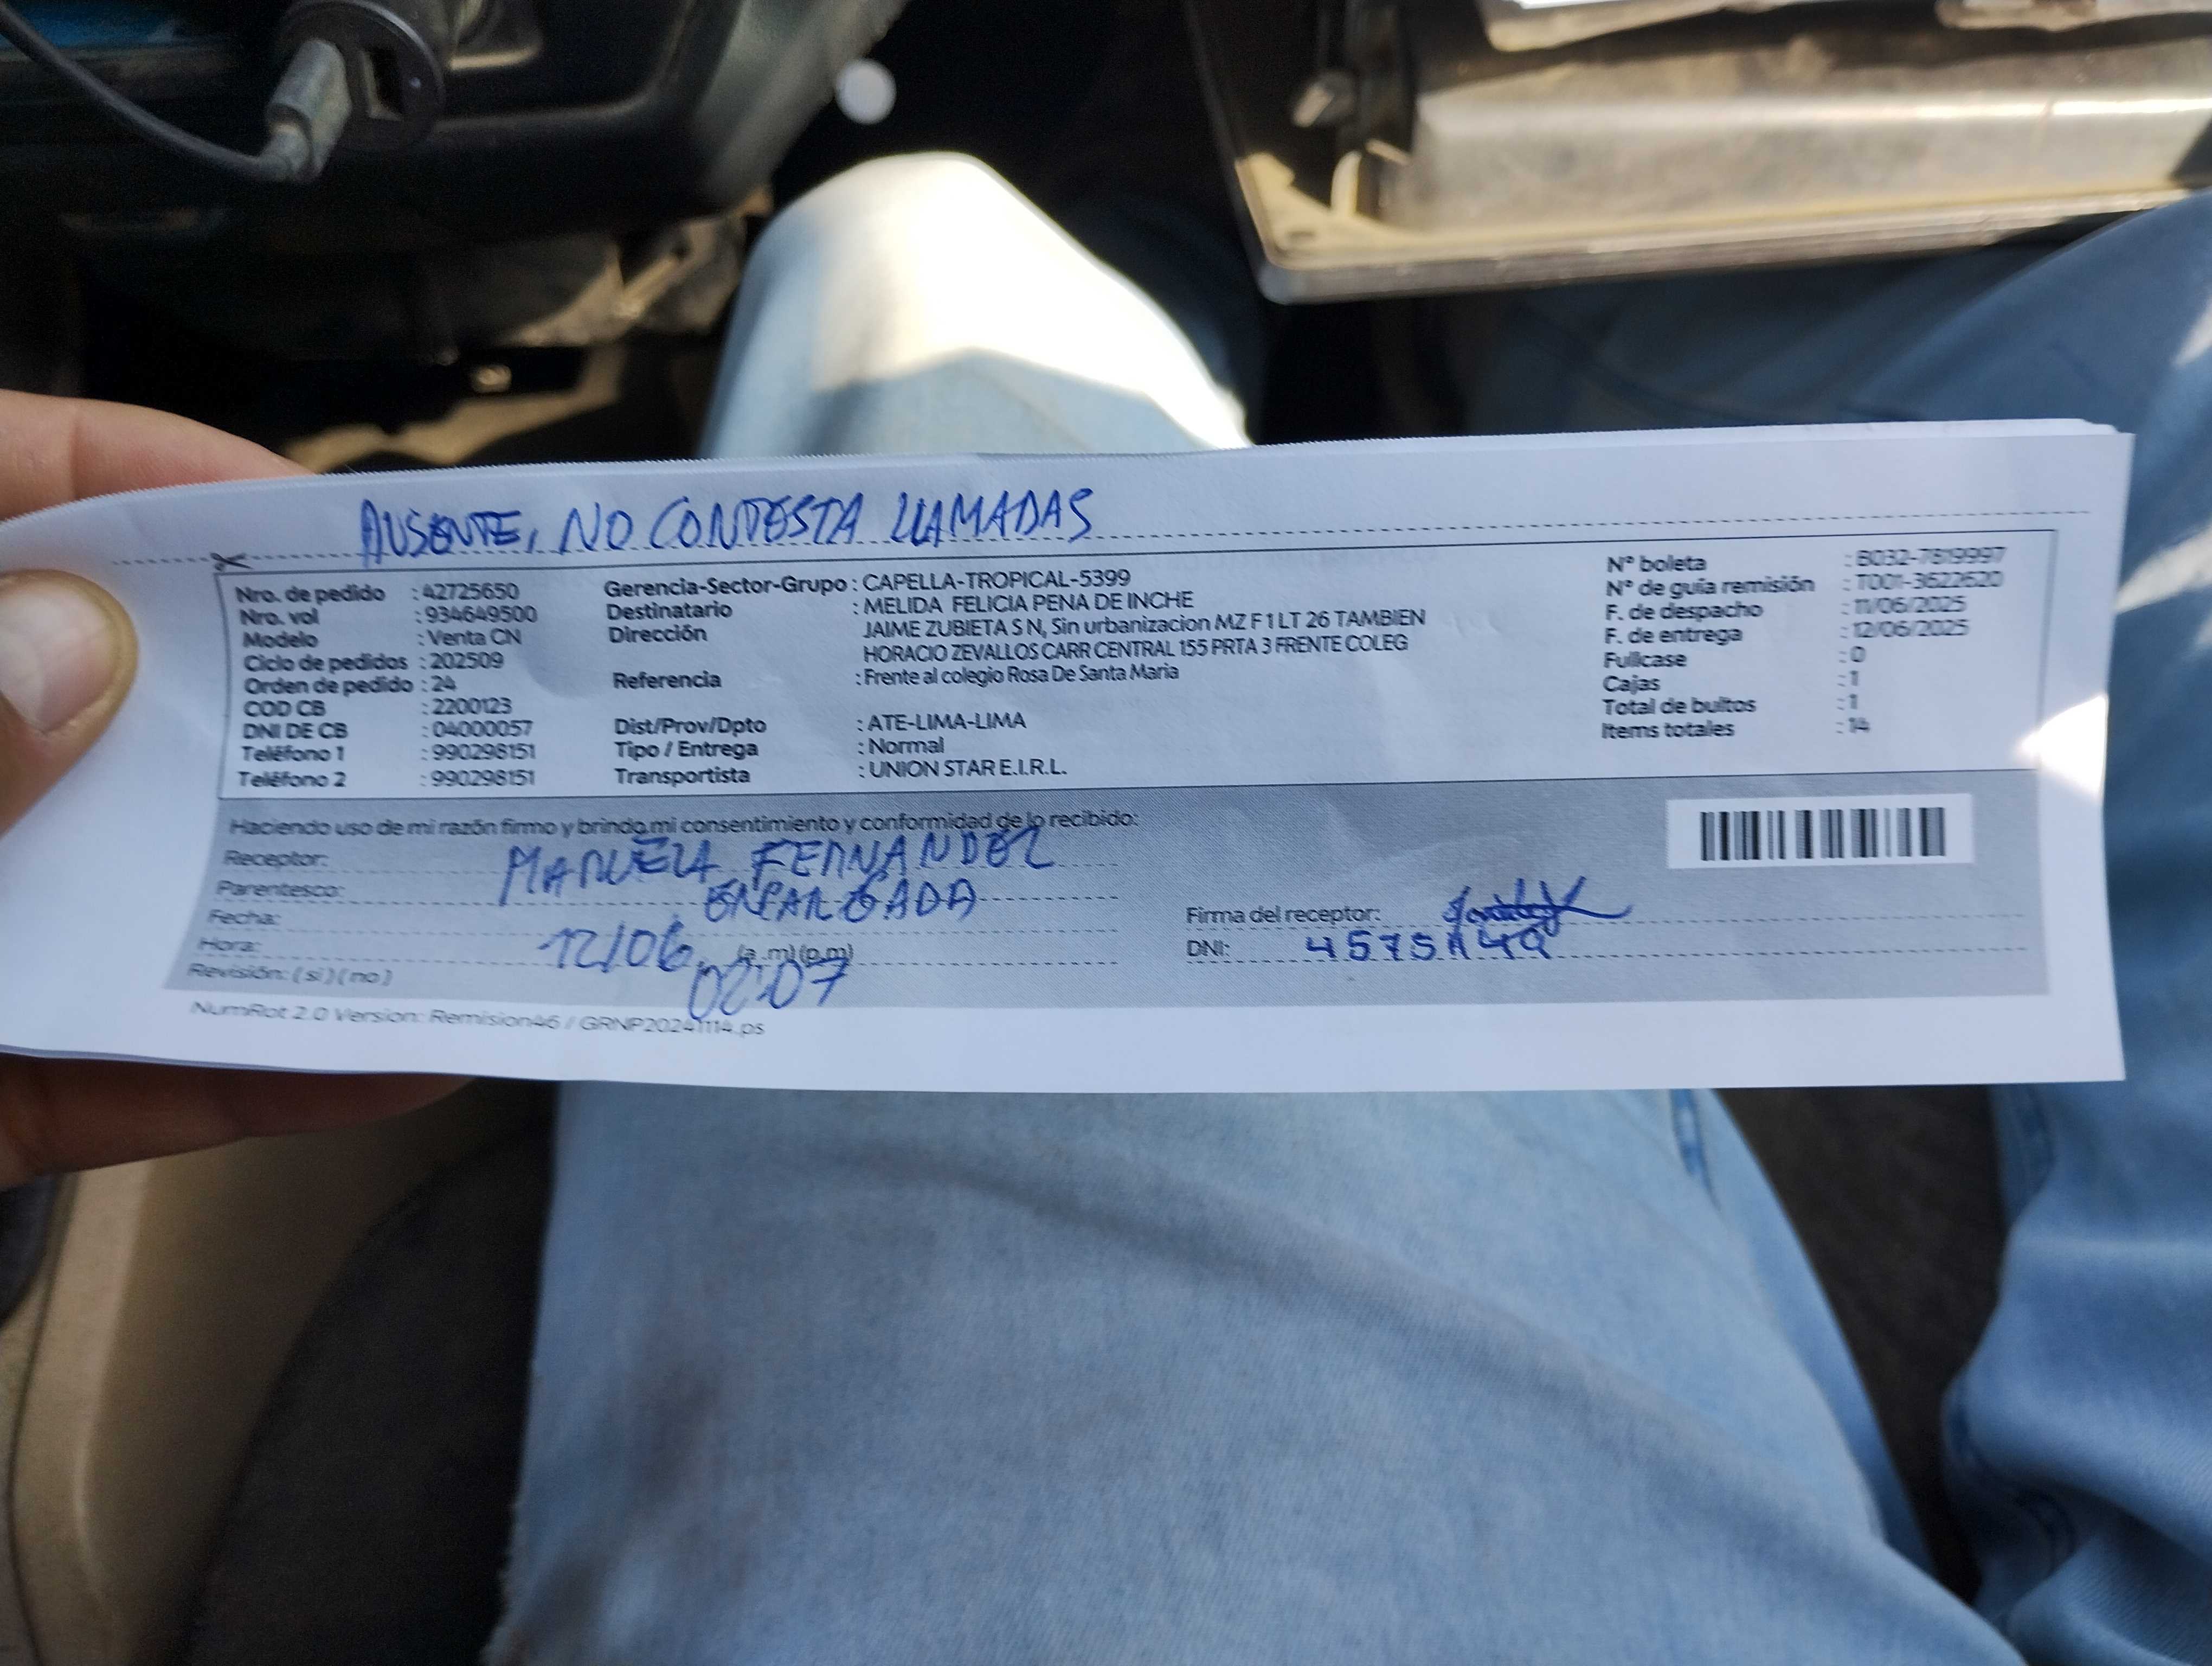 AUSENTE, NO CONTESTA LLAMADAS
Nro. de pedido : 42725650
Nro. vol : 934649500
Modelo : Venta CN
Ciclo de pedidos : 202509
Orden de pedido : 24
COD CB : 2200123
DNI DE CB : 04000057
Teléfono 1 : 990298151
Teléfono 2 : 990298151
Gerencia-Sector-Grupo : CAPELLA-TROPICAL-5399
Destinatario : MELIDA FELICIA PENA DE INCHE
Dirección JAIME ZUBIETA S N, Sin urbanizacion MZ F 1 LT 26 TAMBIEN
HORACIO ZEVALLOS CARR CENTRAL 155 PRTA 3 FRENTE COLEG
Referencia : Frente al colegio Rosa De Santa Maria
Dist/Prov/Dpto : ATE-LIMA-LIMA
Tipo / Entrega : Normal
Transportista : UNION STAR E.I.R.L.
N° boleta : B032-7819997
N° de guía remisión : T001-3622620
F. de despacho : 11/06/2025
F. de entrega : 12/06/2025
Fullcase : 0
Cajas : 1
Total de bultos : 1
Items totales : 14
Haciendo uso de mi razón firmo y brindo mi consentimiento y conformidad de lo recibido:
Receptor: MANUELA FERNANDEZ
Parentesco: ENCARGADA
Fecha: 12/06
Hora: (a.m)(p.m) 02:07
Revisión: ( si ) ( no )
Firma del receptor:
DNI:
NumRot 2.0 Version: Remision46 / GRNP20241114.ps